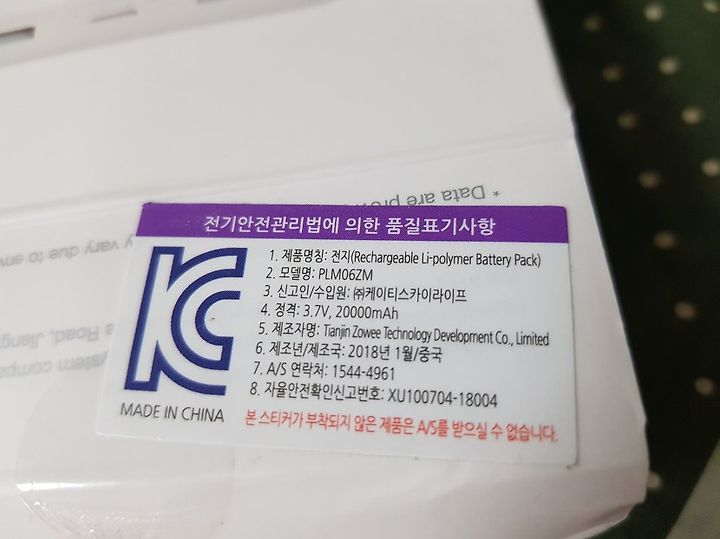 * Data are pro
y vary due to env
ystem compa
a Road, Jiang
전기안전관리법에 의한 품질표기사항
1. 제품명칭: 전지(Rechargeable Li-polymer Battery Pack)
2. 모델명: PLM06ZM
3. 신고인/수입원: ㈜케이티스카이라이프
4. 정격: 3.7V, 20000mAh
5. 제조자명: Tianjin Zowee Technology Development Co., Limited
6. 제조년/제조국: 2018년 1월/중국
7. A/S 연락처: 1544-4961
8. 자율안전확인신고번호: XU100704-18004
MADE IN CHINA
본 스티커가 부착되지 않은 제품은 A/S를 받으실 수 없습니다.